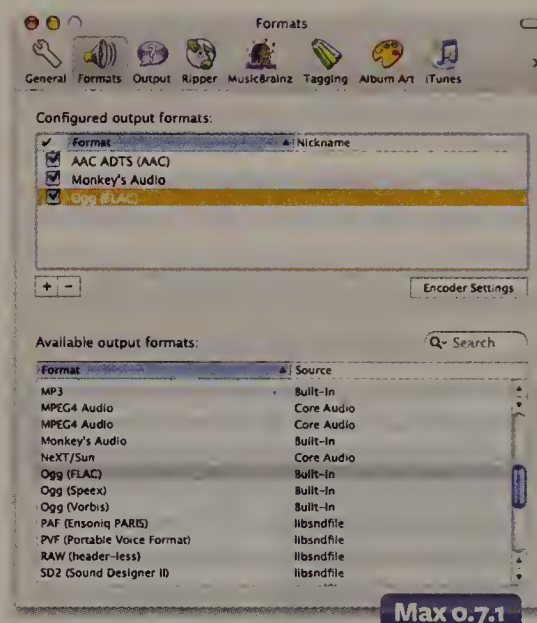 Formats
General Formats Output Ripper MusicBrainz Tagging Album Art iTunes
Configured output formats:
Format Nickname
AAC ADTS (AAC)
Monkey's Audio
Ogg (FLAC)
+ -
Encoder Settings
Available output formats:
Search
Format Source
MP3 Built-In
MPEG4 Audio Core Audio
MPEG4 Audio Core Audio
Monkey's Audio Built-In
NeXT/Sun Core Audio
Ogg (FLAC) Built-In
Ogg (Speex) Built-In
Ogg (Vorbis) Built-In
PAF (Ensoniq PARIS) libsndfile
PVF (Portable Voice Format) libsndfile
RAW (header-less) libsndfile
SD2 (Sound Designer II) libsndfile
Max 0.7.1